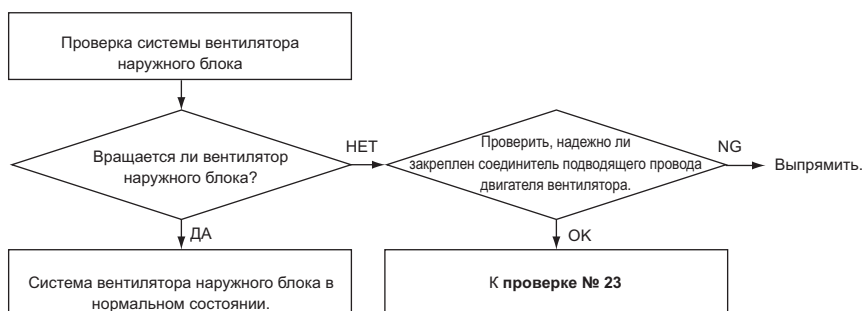 Проверка системы вентилятора
наружного блока
Вращается ли вентилятор
наружного блока?
НЕТ
Проверить, надежно ли
закреплен соединитель подводящего провода
двигателя вентилятора.
NG
Выпрямить.
ДА
OK
Система вентилятора наружного блока в
нормальном состоянии.
К проверке № 23